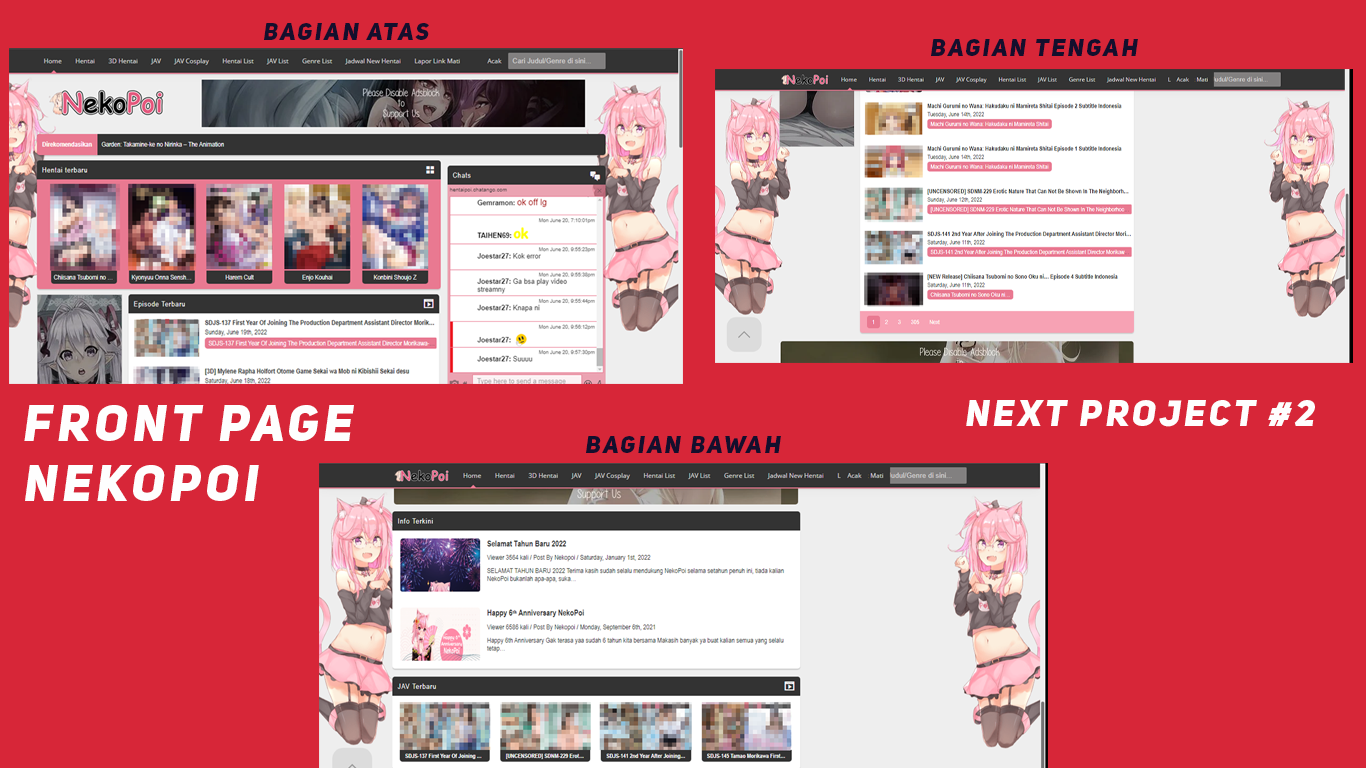 BAGIAN ATAS
Home Hentai 3D Hentai JAV JAV Cosplay Hentai List JAV List Genre List Jadwal New Hentai Lapor Link Mati Acak Cari Judul/Genre di sini...
NekoPoi
Please Disable Adsblock
to
Support Us
Direkomendasikan Garden: Takamine-ke no Nirinka – The Animation
Hentai terbaru
Chiisana Tsubomi no ... Kyonyuu Onna Sensh... Harem Cult Enjo Kouhai Konbini Shoujo Z
Episode Terbaru
SDJS-137 First Year Of Joining The Production Department Assistant Director Morik...
Sunday, June 19th, 2022
SDJS-137 First Year Of Joining The Production Department Assistant Director Morikawa-
[3D] Mylene Rapha Holfort Otome Game Sekai wa Mob ni Kibishii Sekai desu
Saturday, June 18th, 2022
Chats
hentaipoi.chatango.com
Gemramon: ok off lg
Mon June 20, 7:10:01pm
TAIHEN69: ok
Mon June 20, 9:55:23pm
Joestar27: Kok error
Mon June 20, 9:55:38pm
Joestar27: Ga bsa play video
streamny
Mon June 20, 9:55:44pm
Joestar27: Knapa ni
Mon June 20, 9:56:12pm
Joestar27:
Mon June 20, 9:57:30pm
Joestar27: Suuuu
Type here to send a message
BAGIAN TENGAH
NekoPoi Home Hentai 3D Hentai JAV JAV Cosplay Hentai List JAV List Genre List Jadwal New Hentai L Acak Mati udul/Genre di sini...
Machi Gurumi no Wana: Hakudaku ni Mamireta Shitai Episode 2 Subtitle Indonesia
Tuesday, June 14th, 2022
Machi Gurumi no Wana: Hakudaku ni Mamireta Shitai
Machi Gurumi no Wana: Hakudaku ni Mamireta Shitai Episode 1 Subtitle Indonesia
Tuesday, June 14th, 2022
Machi Gurumi no Wana: Hakudaku ni Mamireta Shitai
[UNCENSORED] SDNM-229 Erotic Nature That Can Not Be Shown In The Neighborh...
Sunday, June 12th, 2022
[UNCENSORED] SDNM-229 Erotic Nature That Can Not Be Shown In The Neighborhoo
SDJS-141 2nd Year After Joining The Production Department Assistant Director Mori...
Saturday, June 11th, 2022
SDJS-141 2nd Year After Joining The Production Department Assistant Director Morikaw
[NEW Release] Chiisana Tsubomi no Sono Oku ni... Episode 4 Subtitle Indonesia
Saturday, June 11th, 2022
Chiisana Tsubomi no Sono Oku ni...
1 2 3 Next
Please Disable Adsblock
FRONT PAGE
NEKOPOI
NEXT PROJECT #2
BAGIAN BAWAH
NekoPoi Home Hentai 3D Hentai JAV JAV Cosplay Hentai List JAV List Genre List Jadwal New Hentai L Acak Mati udul/Genre di sini...
Support Us
Info Terkini
Selamat Tahun Baru 2022
Viewer 3564 kali / Post By Nekopoi / Saturday, January 1st, 2022
SELAMAT TAHUN BARU 2022 Terima kasih sudah selalu mendukung NekoPoi selama setahun penuh ini, tiada kalian
NekoPoi bukanlah apa-apa, suka...
Happy 6th Anniversary NekoPoi
Viewer 6586 kali / Post By Nekopoi / Monday, September 6th, 2021
Happy 6th Anniversary Gak terasa yaa sudah 6 tahun kita bersama Makasih banyak ya buat kalian semua yang selalu
tetap...
JAV Terbaru
SDJS-137 First Year Of Joining ... [UNCENSORED] SDNM-229 Erot... SDJS-141 2nd Year After Joining... SDJS-145 Tamao Morikawa First...